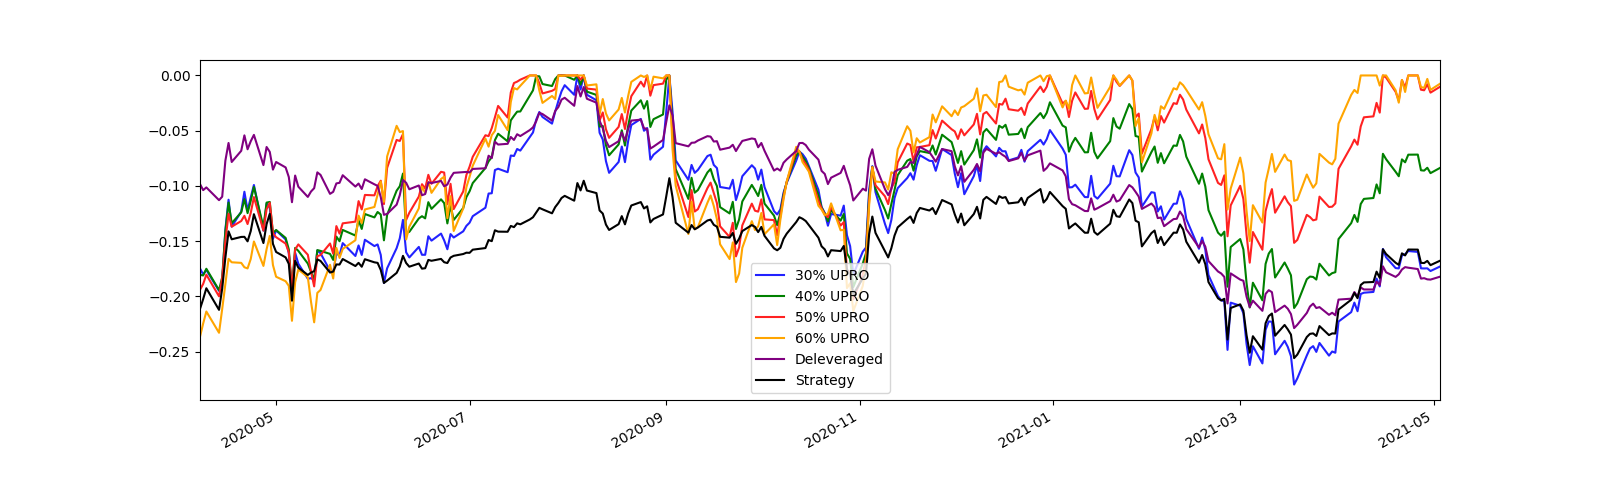 0.00
−0.05
−0.10
−0.15
−0.20
−0.25
30% UPRO
40% UPRO
50% UPRO
60% UPRO
Deleveraged
Strategy
2020-05
2020-07
2020-09
2020-11
2021-01
2021-03
2021-05